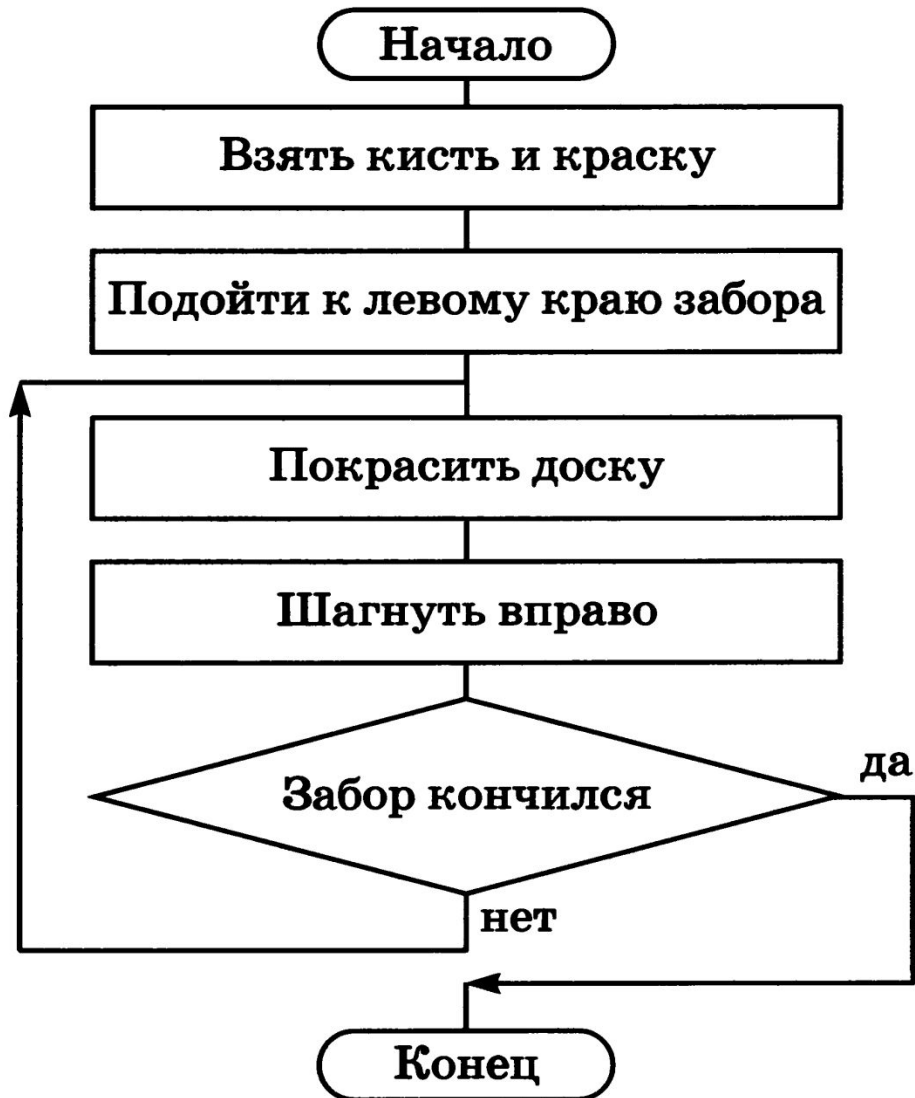 Начало
Взять кисть и краску
Подойти к левому краю забора
Покрасить доску
Шагнуть вправо
Забор кончился
да
нет
Конец